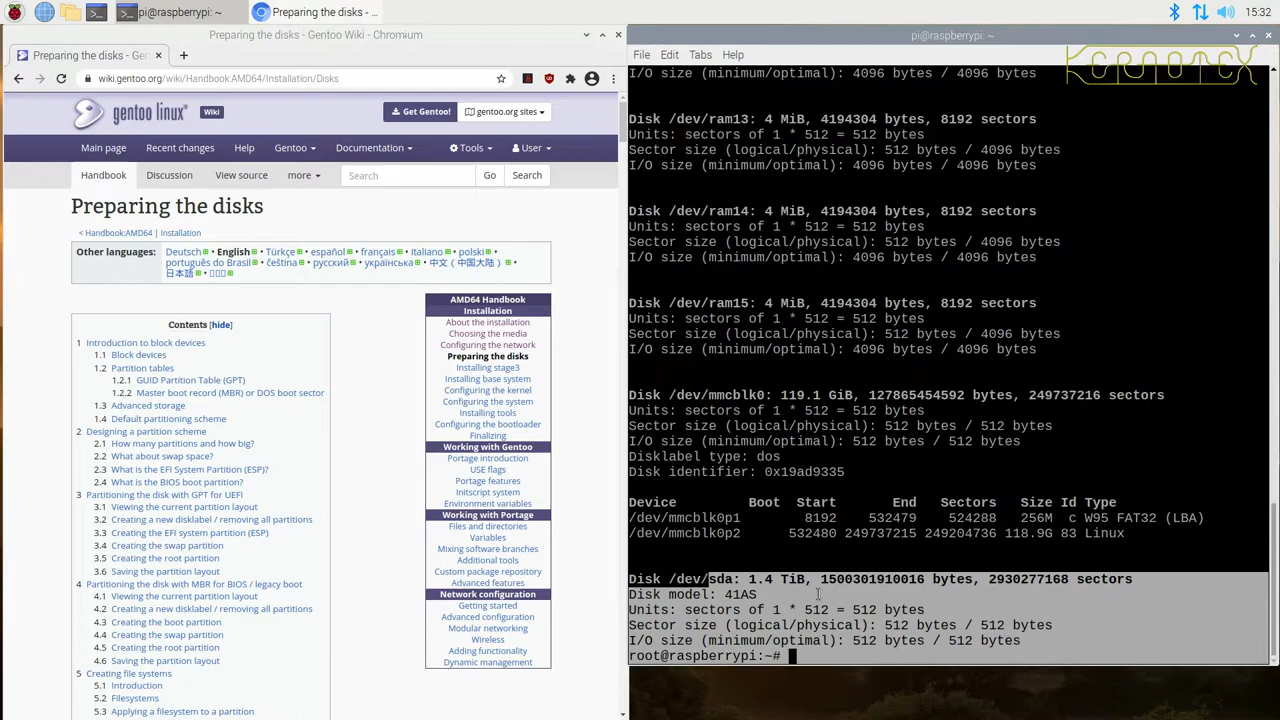 pi@raspberrypi: ~
Preparing the disks - ...
15:32
Preparing the disks - Gentoo Wiki - Chromium
pi@raspberrypi: ~
Preparing the disks - Gen
File Edit Tabs Help
KERNOTEX
wiki.gentoo.org/wiki/Handbook:AMD64/Installation/Disks
gentoo linux
Wiki
Get Gentoo!
gentoo.org sites
Main page Recent changes Help Gentoo Documentation Tools User
Handbook Discussion View source more Search Go Search
Preparing the disks
< Handbook:AMD64 | Installation
Other languages: Deutsch • English • Türkçe • español • français • italiano • polski •
português do Brasil • čeština • русский • українська • 中文（中国大陆） •
日本語 •
AMD64 Handbook
Installation
About the installation
Choosing the media
Configuring the network
Preparing the disks
Installing stage3
Installing base system
Configuring the kernel
Configuring the system
Installing tools
Configuring the bootloader
Finalizing
Working with Gentoo
Portage introduction
USE flags
Portage features
Initscript system
Environment variables
Working with Portage
Files and directories
Variables
Mixing software branches
Additional tools
Custom package repository
Advanced features
Network configuration
Getting started
Advanced configuration
Modular networking
Wireless
Adding functionality
Dynamic management
Contents [hide]
1 Introduction to block devices
1.1 Block devices
1.2 Partition tables
1.2.1 GUID Partition Table (GPT)
1.2.2 Master boot record (MBR) or DOS boot sector
1.3 Advanced storage
1.4 Default partitioning scheme
2 Designing a partition scheme
2.1 How many partitions and how big?
2.2 What about swap space?
2.3 What is the EFI System Partition (ESP)?
2.4 What is the BIOS boot partition?
3 Partitioning the disk with GPT for UEFI
3.1 Viewing the current partition layout
3.2 Creating a new disklabel / removing all partitions
3.3 Creating the EFI system partition (ESP)
3.4 Creating the swap partition
3.5 Creating the root partition
3.6 Saving the partition layout
4 Partitioning the disk with MBR for BIOS / legacy boot
4.1 Viewing the current partition layout
4.2 Creating a new disklabel / removing all partitions
4.3 Creating the boot partition
4.4 Creating the swap partition
4.5 Creating the root partition
4.6 Saving the partition layout
5 Creating file systems
5.1 Introduction
5.2 Filesystems
5.3 Applying a filesystem to a partition
I/O size (minimum/optimal): 4096 bytes / 4096 bytes
Disk /dev/ram13: 4 MiB, 4194304 bytes, 8192 sectors
Units: sectors of 1 * 512 = 512 bytes
Sector size (logical/physical): 512 bytes / 4096 bytes
I/O size (minimum/optimal): 4096 bytes / 4096 bytes
Disk /dev/ram14: 4 MiB, 4194304 bytes, 8192 sectors
Units: sectors of 1 * 512 = 512 bytes
Sector size (logical/physical): 512 bytes / 4096 bytes
I/O size (minimum/optimal): 4096 bytes / 4096 bytes
Disk /dev/ram15: 4 MiB, 4194304 bytes, 8192 sectors
Units: sectors of 1 * 512 = 512 bytes
Sector size (logical/physical): 512 bytes / 4096 bytes
I/O size (minimum/optimal): 4096 bytes / 4096 bytes
Disk /dev/mmcblk0: 119.1 GiB, 127865454592 bytes, 249737216 sectors
Units: sectors of 1 * 512 = 512 bytes
Sector size (logical/physical): 512 bytes / 512 bytes
I/O size (minimum/optimal): 512 bytes / 512 bytes
Disklabel type: dos
Disk identifier: 0x19ad9335
Device Boot Start End Sectors Size Id Type
/dev/mmcblk0p1 8192 532479 524288 256M c W95 FAT32 (LBA)
/dev/mmcblk0p2 532480 249737215 249204736 118.9G 83 Linux
Disk /dev/sda: 1.4 TiB, 1500301910016 bytes, 2930277168 sectors
Disk model: 41AS
Units: sectors of 1 * 512 = 512 bytes
Sector size (logical/physical): 512 bytes / 512 bytes
I/O size (minimum/optimal): 512 bytes / 512 bytes
root@raspberrypi:~#